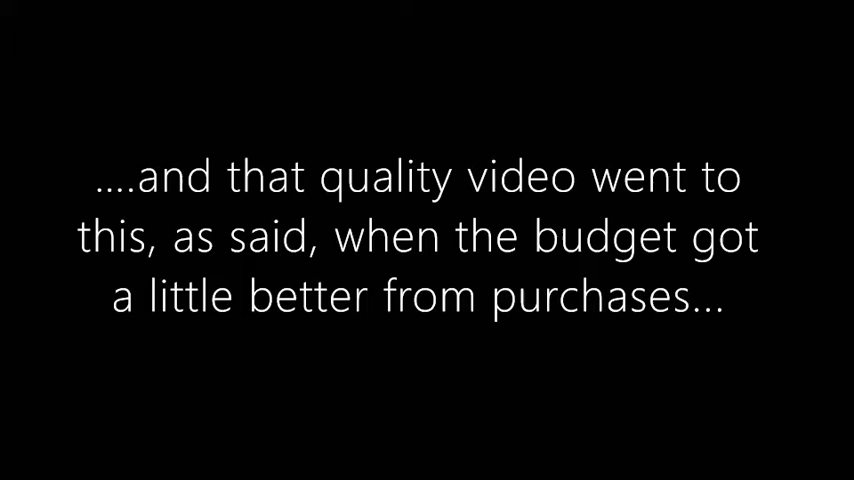 ....and that quality video went to
this, as said, when the budget got
a little better from purchases...